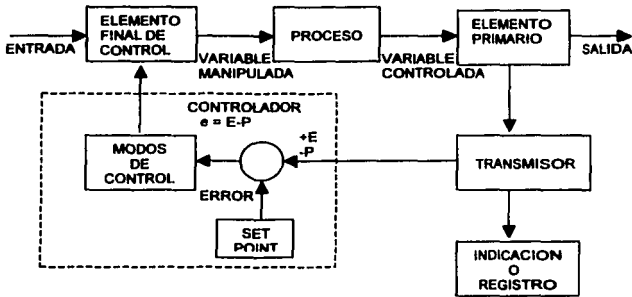 ELEMENTO
FINAL DE
CONTROL
PROCESO
ELEMENTO
PRIMARIO
ENTRADA
VARIABLE
MANIPULADA
VARIABLE
CONTROLADA
SALIDA
CONTROLADOR
e = E-P
MODOS
DE
CONTROL
+E
-P
TRANSMISOR
ERROR
SET
POINT
INDICACION
O
REGISTRO